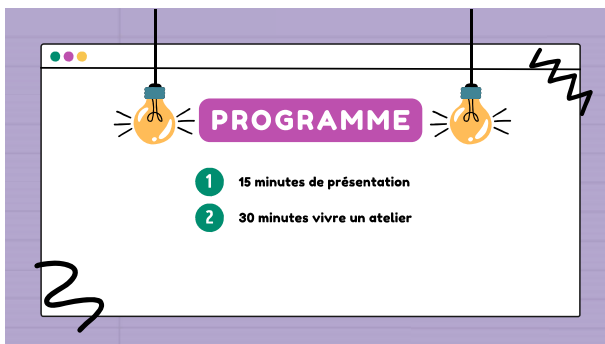 PROGRAMME
1 15 minutes de présentation
2 30 minutes vivre un atelier